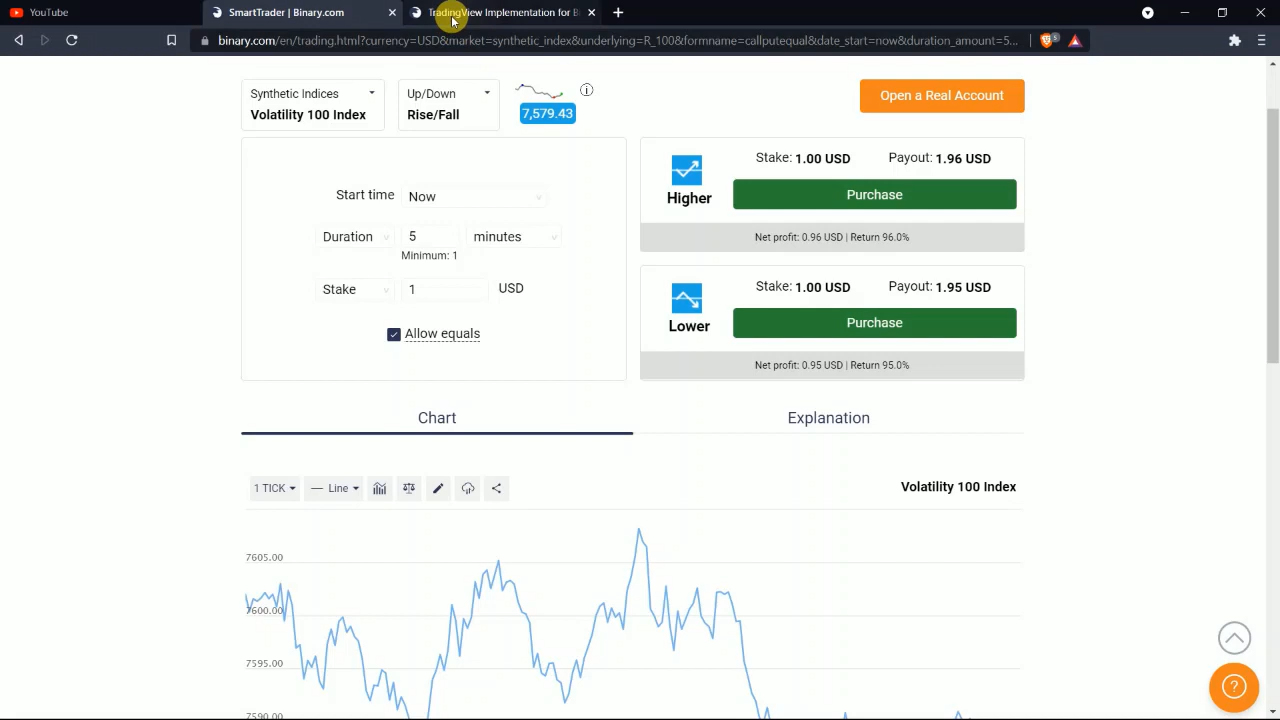 YouTube
SmartTrader | Binary.com
TradingView Implementation for B
binary.com/en/trading.html?currency=USD&market=synthetic_index&underlying=R_100&formname=callputequal&date_start=now&duration_amount=5...
5
Synthetic Indices
Volatility 100 Index
Up/Down
Rise/Fall
7,579.43
Open a Real Account
Start time Now
Duration 5 minutes
Minimum: 1
Stake 1 USD
Allow equals
Higher
Stake: 1.00 USD Payout: 1.96 USD
Purchase
Net profit: 0.96 USD | Return 96.0%
Lower
Stake: 1.00 USD Payout: 1.95 USD
Purchase
Net profit: 0.95 USD | Return 95.0%
Chart Explanation
1 TICK Line Volatility 100 Index
7605.00
7600.00
7595.00
7590.00